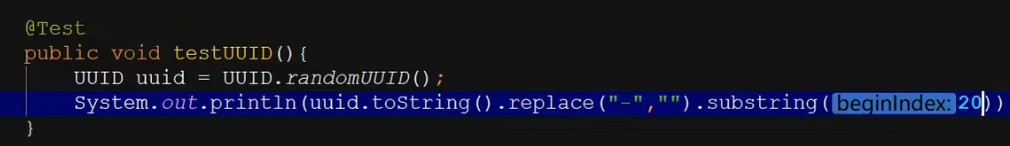 @Test
public void testUUID(){
UUID uuid = UUID.randomUUID();
System.out.println(uuid.toString().replace("-","").substring( beginIndex: 20))
}